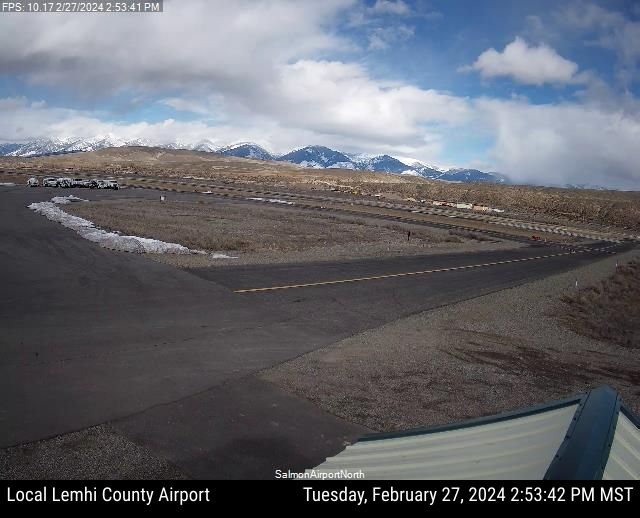 FPS: 10.17 2/27/2024 2:53:41 PM
SalmonAirportNorth
Local Lemhi County Airport Tuesday, February 27, 2024 2:53:42 PM MST